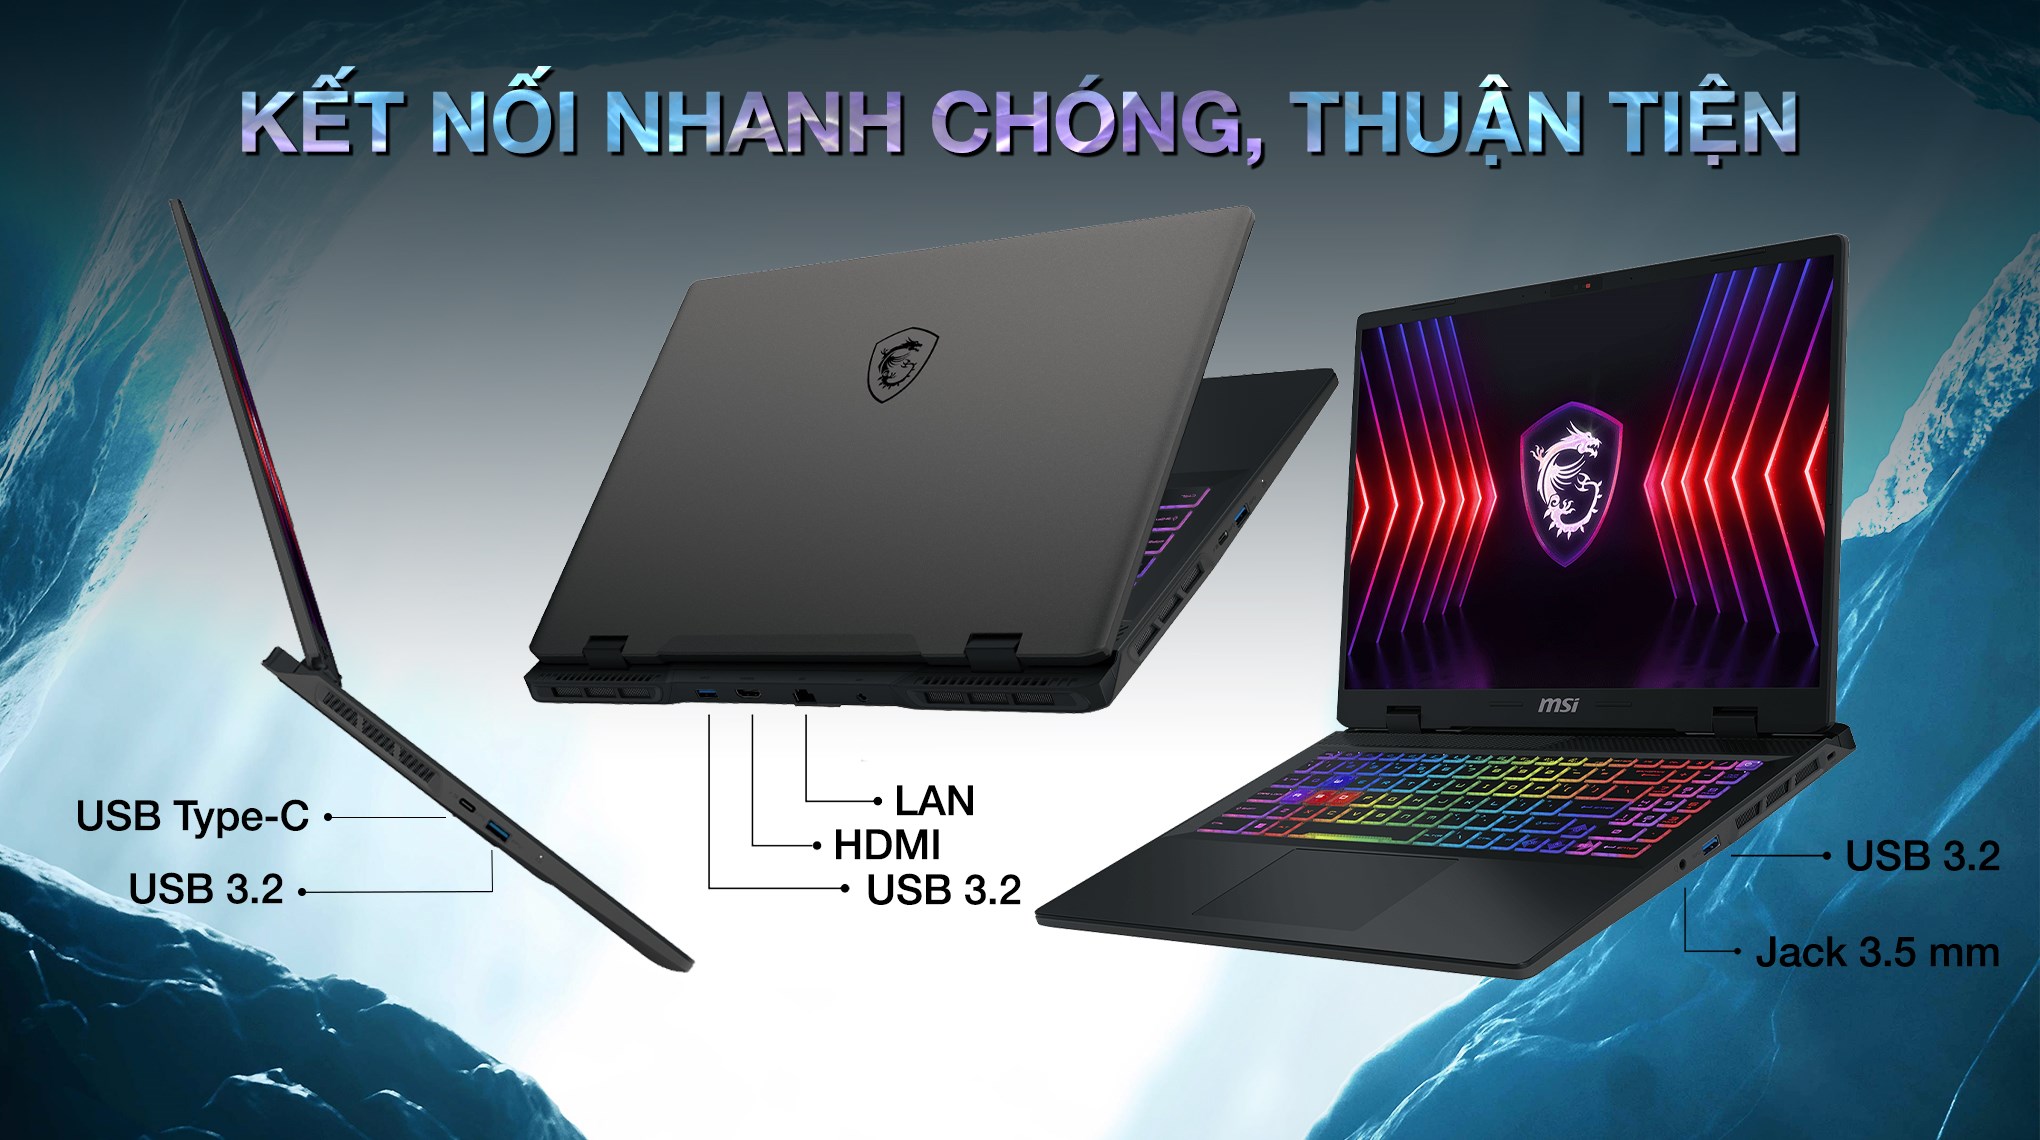 KẾT NỐI NHANH CHÓNG, THUẬN TIỆN
USB Type-C
USB 3.2
LAN
HDMI
USB 3.2
msi
USB 3.2
Jack 3.5 mm